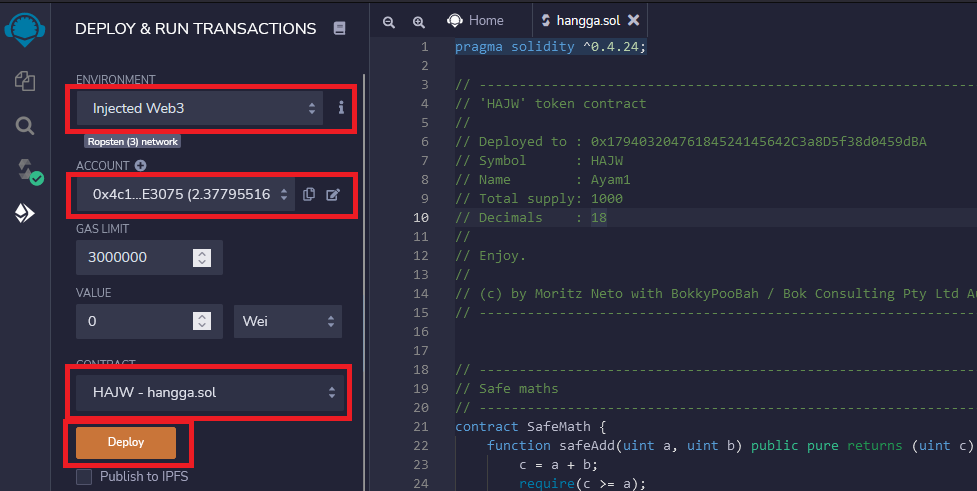 DEPLOY & RUN TRANSACTIONS
ENVIRONMENT
Injected Web3
i
Ropsten (3) network
ACCOUNT
0x4c1...E3075 (2.37795516
GAS LIMIT
3000000
VALUE
0
Wei
CONTRACT
HAJW - hangga.sol
Deploy
Publish to IPFS
Home
hangga.sol
1 pragma solidity ^0.4.24;
2
3 // ----------------------------------------------------------------
4 // 'HAJW' token contract
5 //
6 // Deployed to : 0x17940320476184524145642C3a8D5f38d0459dBA
7 // Symbol      : HAJW
8 // Name        : Ayam1
9 // Total supply: 1000
10 // Decimals    : 18
11 //
12 // Enjoy.
13 //
14 // (c) by Moritz Neto with BokkyPooBah / Bok Consulting Pty Ltd A
15 // ----------------------------------------------------------------
16
17
18 // ----------------------------------------------------------------
19 // Safe maths
20 // ----------------------------------------------------------------
21 contract SafeMath {
22     function safeAdd(uint a, uint b) public pure returns (uint c)
23         c = a + b;
24         require(c >= a);